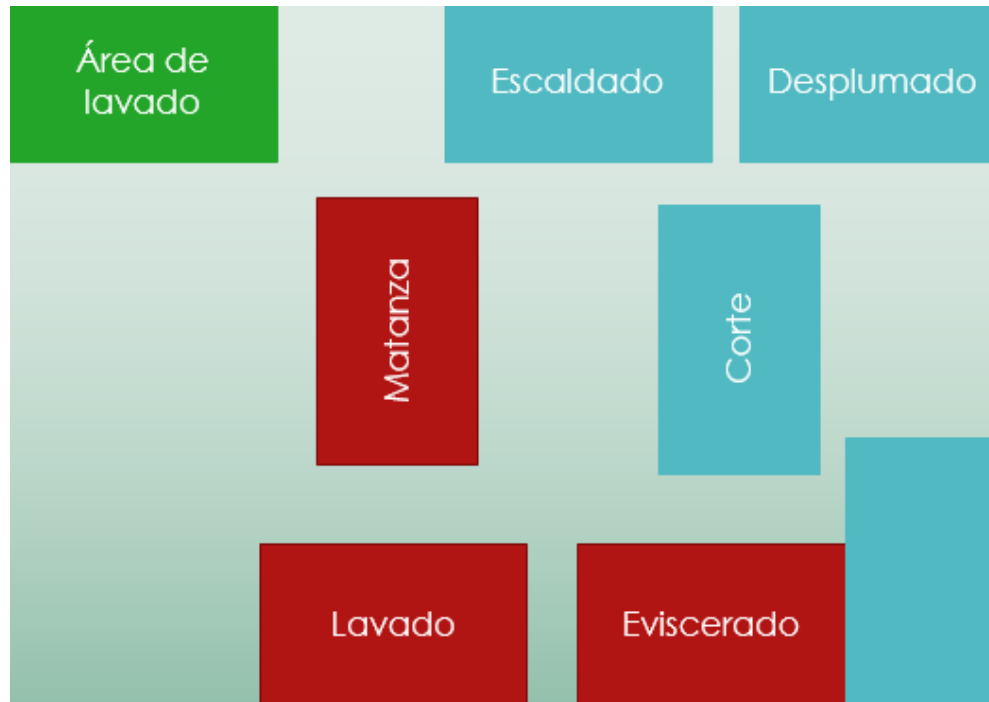 Área de
lavado
Escaldado
Desplumado
Matanza
Corte
Lavado
Eviscerado